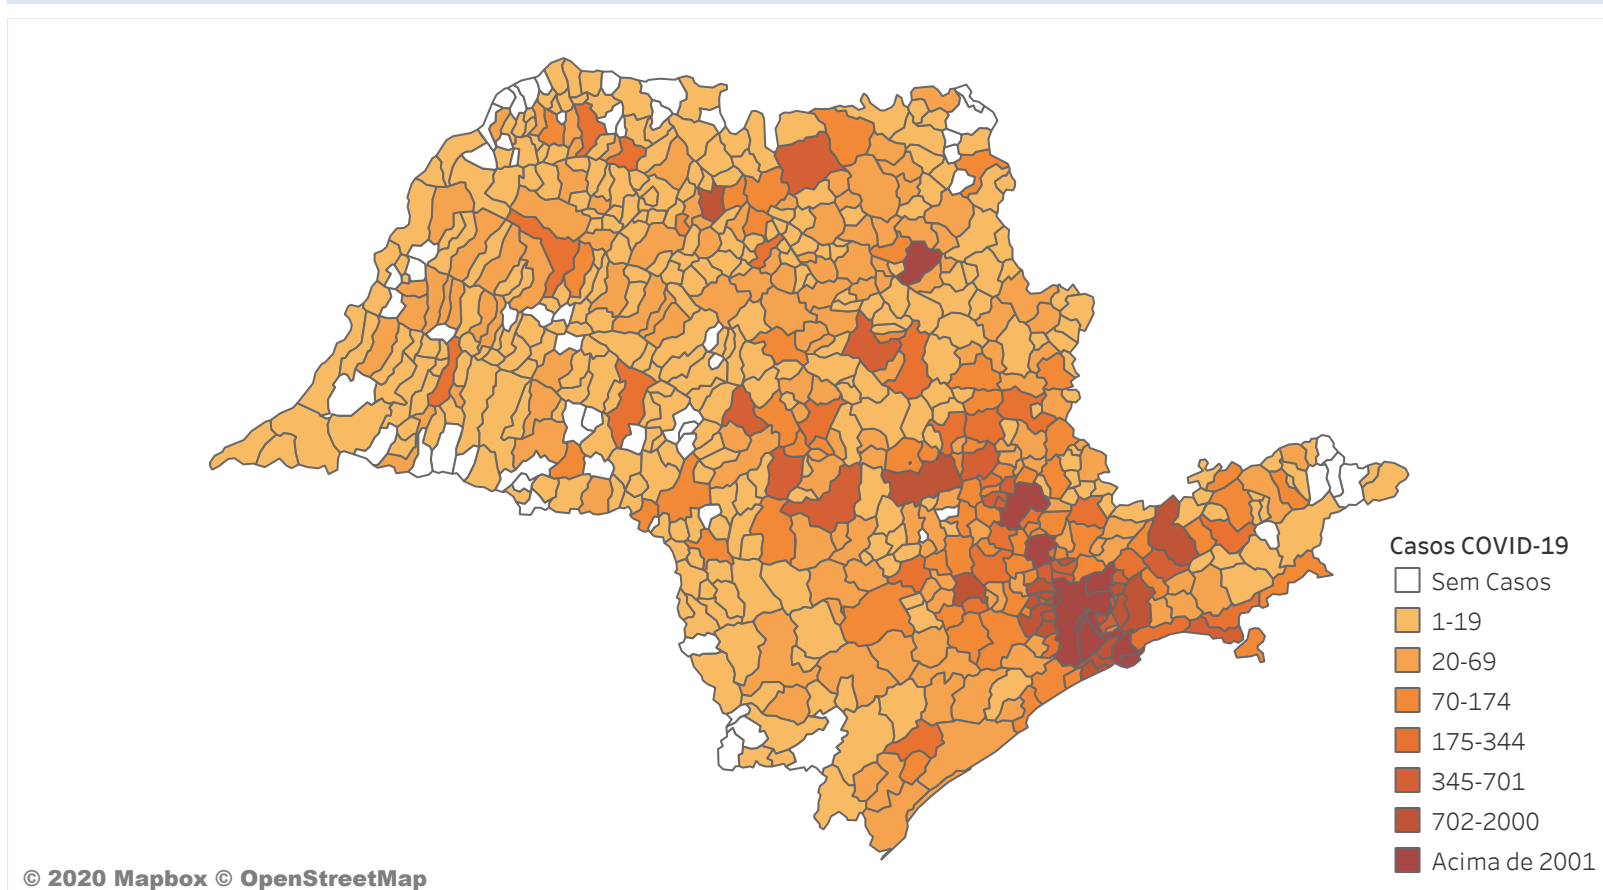 Casos COVID-19
Sem Casos
1-19
20-69
70-174
175-344
345-701
702-2000
Acima de 2001
© 2020 Mapbox © OpenStreetMap